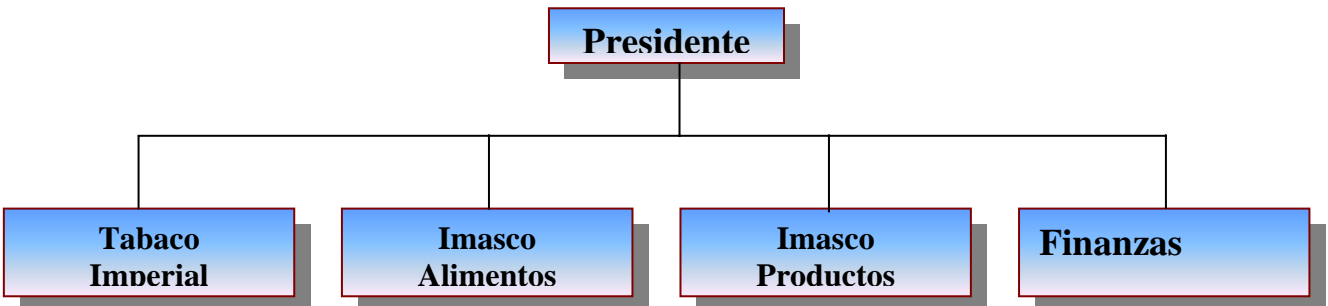 Presidente
Tabaco
Imperial
Imasco
Alimentos
Imasco
Productos
Finanzas